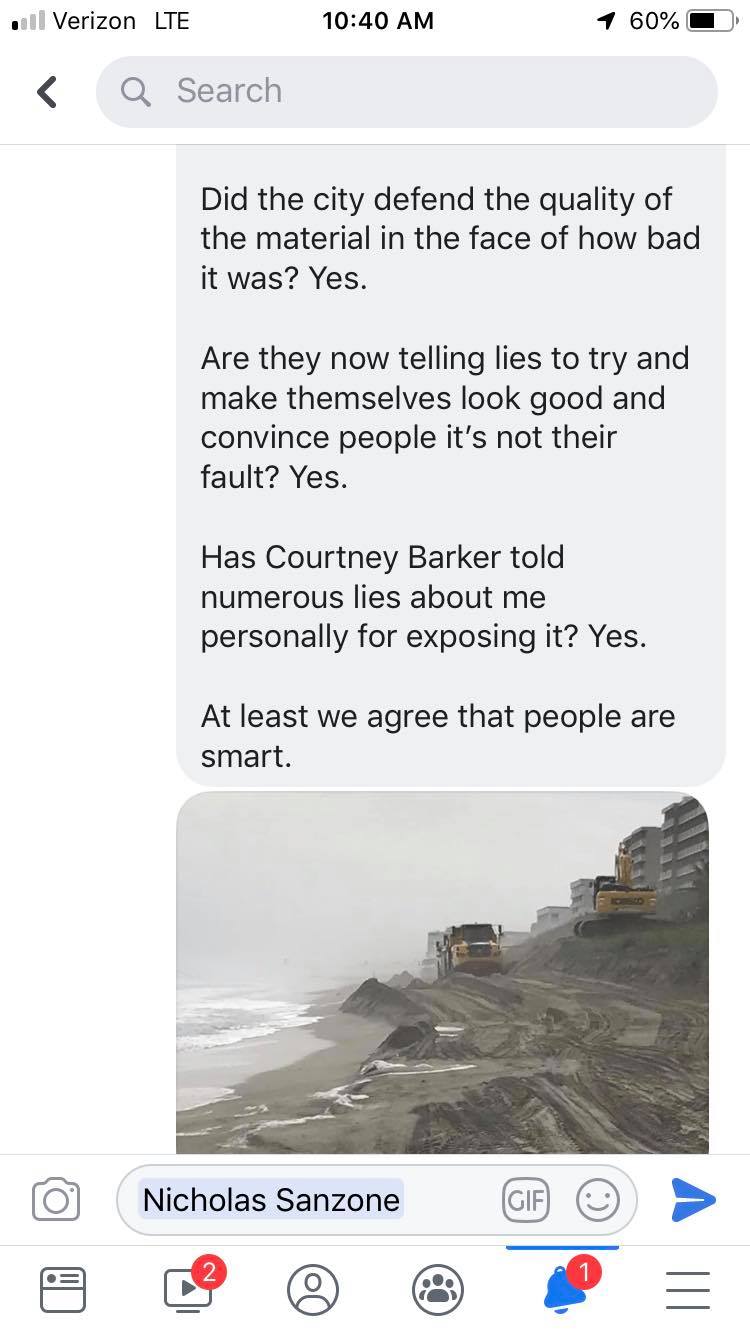 Verizon LTE 10:40 AM 60%
Search
Did the city defend the quality of
the material in the face of how bad
it was? Yes.
Are they now telling lies to try and
make themselves look good and
convince people it’s not their
fault? Yes.
Has Courtney Barker told
numerous lies about me
personally for exposing it? Yes.
At least we agree that people are
smart.
KOBELCO
Nicholas Sanzone GIF
2 1